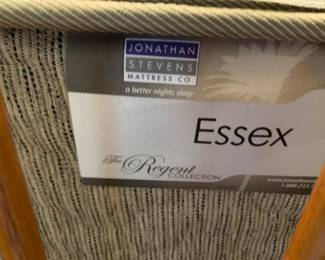 JONATHAN
STEVENS
MATTRESS CO.
a better nights sleep
Essex
The Regent
COLLECTION